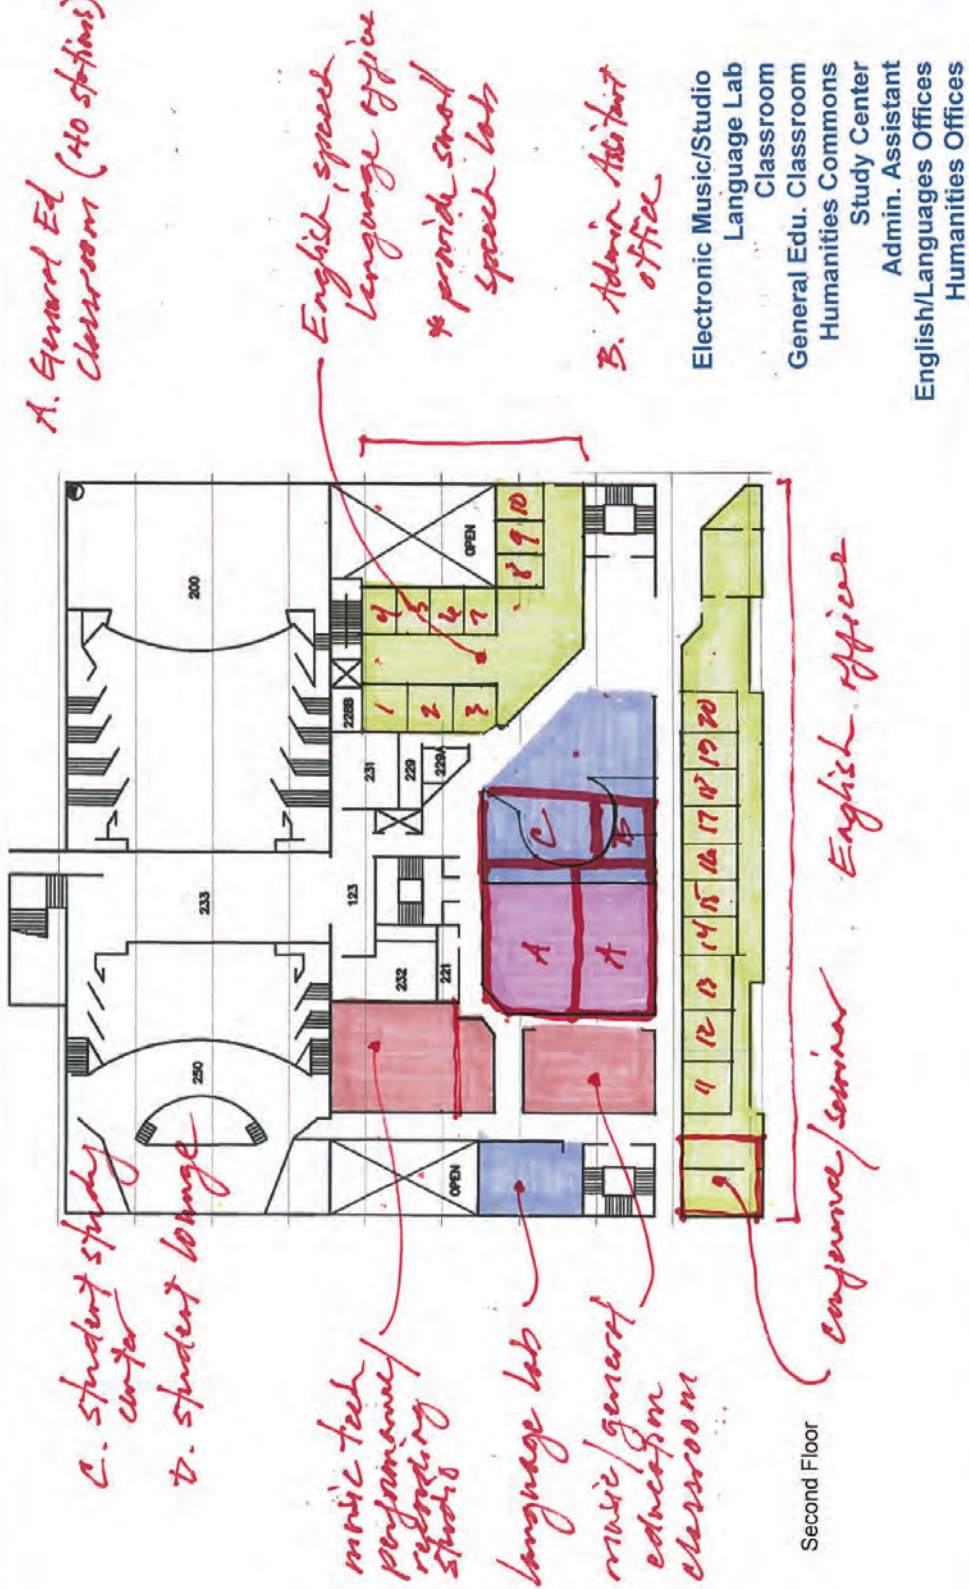 C. Student study
center
D. Student lounge
music tech
performance/
recording
studio
language lab
music/general
education
classroom
Second Floor
conference/seminar
English offices
A. General Ed
Classroom (40 stations)
English, speech
language offices
* provide small
speech labs
B. Admin Assistant
office
Electronic Music/Studio
Language Lab
Classroom
General Edu. Classroom
Humanities Commons
Study Center
Admin. Assistant
English/Languages Offices
Humanities Offices
250
233
200
OPEN
232
221
123
231
229
229A
228B
OPEN
A
A
C
B
1
2
3
4
5
6
7
8
9
10
11
12
13
14
15
16
17
18
19
20